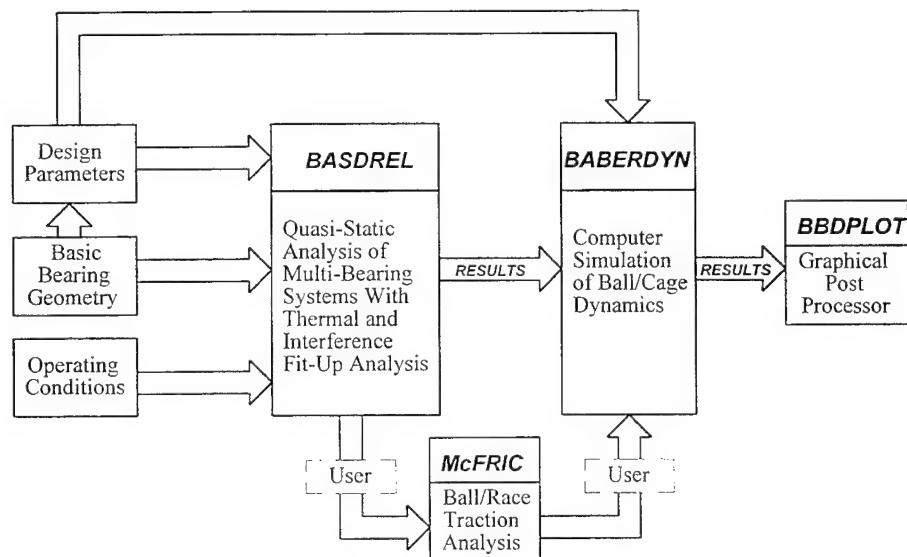 Design
Parameters
Basic
Bearing
Geometry
Operating
Conditions
BASDREL
Quasi-Static
Analysis of
Multi-Bearing
Systems With
Thermal and
Interference
Fit-Up Analysis
RESULTS
BABERDYN
Computer
Simulation
of Ball/Cage
Dynamics
RESULTS
BBDPLOT
Graphical
Post
Processor
User
McFRIC
Ball/Race
Traction
Analysis
User